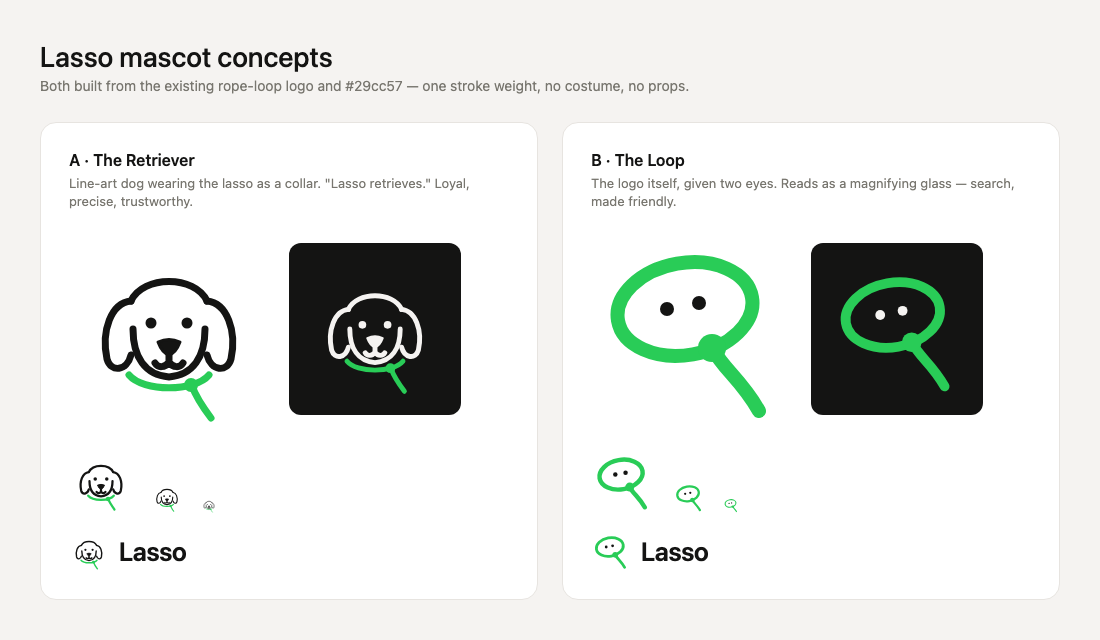 Lasso mascot concepts
Both built from the existing rope-loop logo and #29cc57 — one stroke weight, no costume, no props.
A · The Retriever
Line-art dog wearing the lasso as a collar. "Lasso retrieves." Loyal,
precise, trustworthy.
Lasso
B · The Loop
The logo itself, given two eyes. Reads as a magnifying glass — search,
made friendly.
Lasso